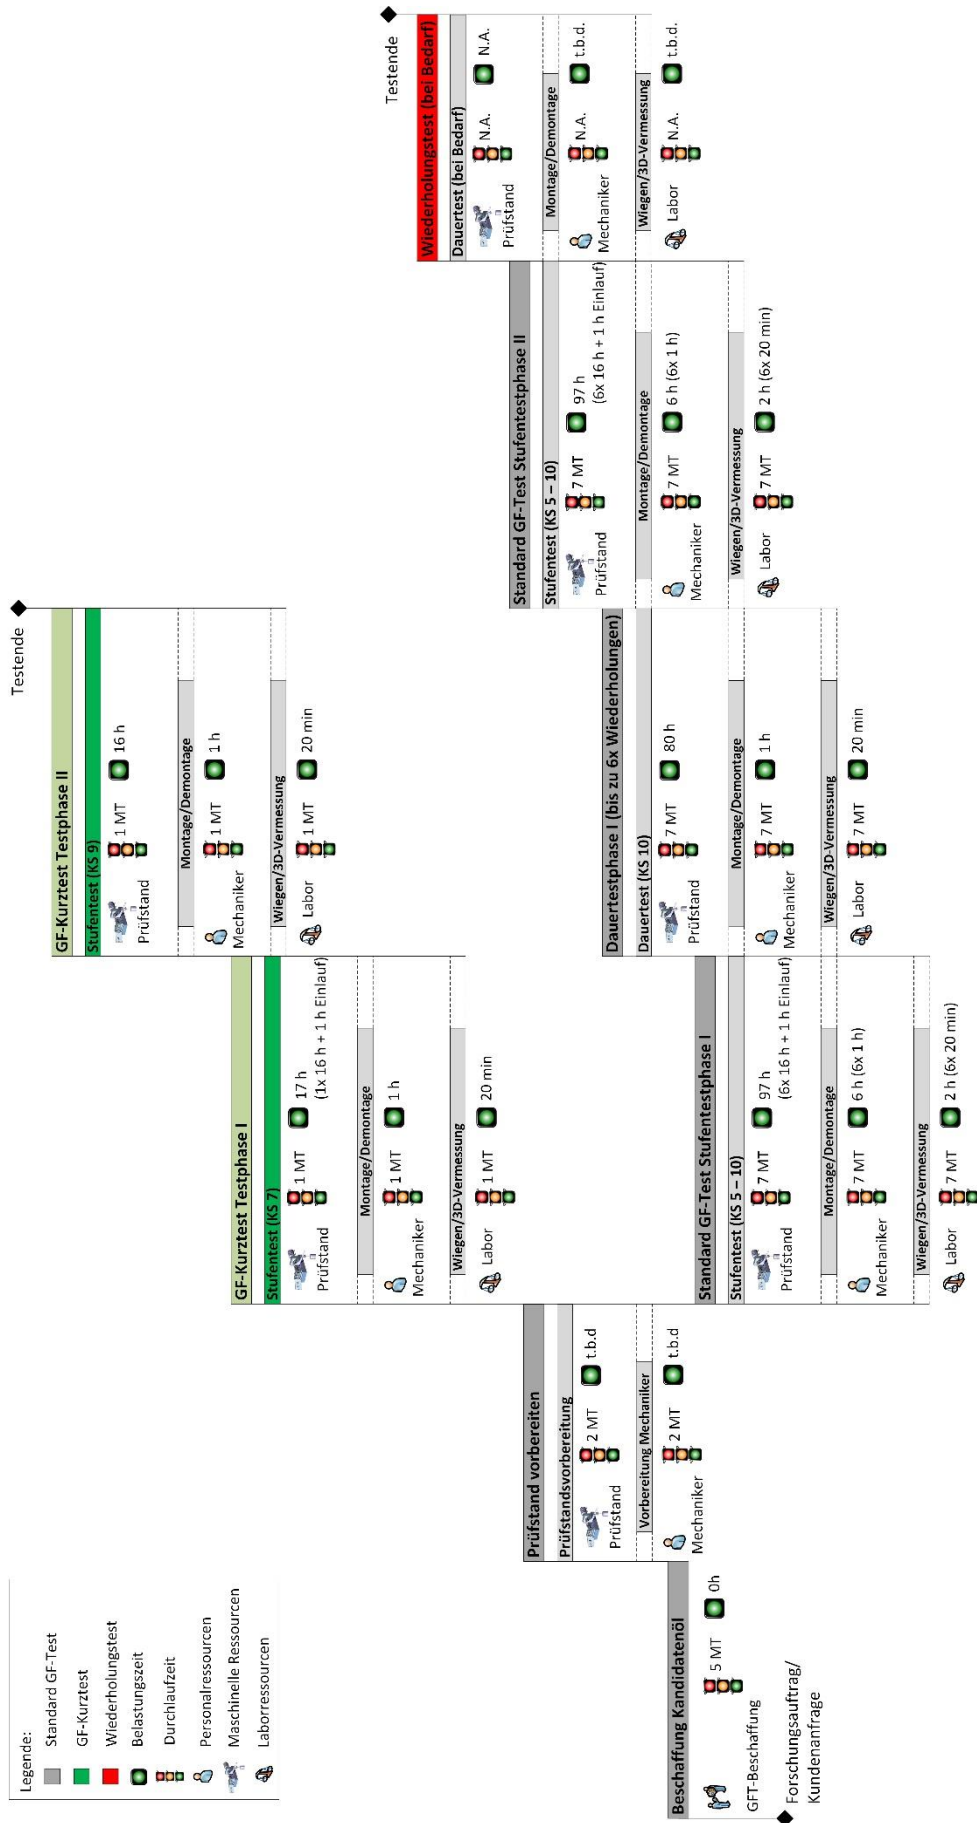 Legende:
Standard GF-Test
GF-Kurztest
Wiederholungstest
Belastungszeit
Durchlaufzeit
Personalressourcen
Maschinelle Ressourcen
Laborressourcen
Beschaffung Kandidatenöl
5 MT
0h
GFT-Beschaffung
Forschungsauftrag/
Kundenanfrage
Prüfstand vorbereiten
Prüfstandsvorbereitung
2 MT
t.b.d
Prüfstand
Vorbereitung Mechaniker
2 MT
t.b.d
Mechaniker
GF-Kurztest Testphase I
Stufentest (KS 7)
1 MT
17 h
(1x 16 h + 1 h Einlauf)
Prüfstand
Montage/Demontage
1 MT
1 h
Mechaniker
Wiegen/3D-Vermessung
1 MT
20 min
Labor
GF-Kurztest Testphase II
Stufentest (KS 9)
1 MT
16 h
Prüfstand
Montage/Demontage
1 MT
1 h
Mechaniker
Wiegen/3D-Vermessung
1 MT
20 min
Labor
Testende
Standard GF-Test Stufentestphase I
Stufentest (KS 5 – 10)
7 MT
97 h
(6x 16 h + 1 h Einlauf)
Prüfstand
Montage/Demontage
7 MT
6 h (6x 1 h)
Mechaniker
Wiegen/3D-Vermessung
7 MT
2 h (6x 20 min)
Labor
Dauertestphase I (bis zu 6x Wiederholungen)
Dauertest (KS 10)
7 MT
80 h
Prüfstand
Montage/Demontage
7 MT
1 h
Mechaniker
Wiegen/3D-Vermessung
7 MT
20 min
Labor
Standard GF-Test Stufentestphase II
Stufentest (KS 5 – 10)
7 MT
97 h
(6x 16 h + 1 h Einlauf)
Prüfstand
Montage/Demontage
7 MT
6 h (6x 1 h)
Mechaniker
Wiegen/3D-Vermessung
7 MT
2 h (6x 20 min)
Labor
Wiederholungstest (bei Bedarf)
Dauertest (bei Bedarf)
N.A.
N.A.
Prüfstand
Montage/Demontage
N.A.
t.b.d.
Mechaniker
Wiegen/3D-Vermessung
N.A.
t.b.d.
Labor
Testende